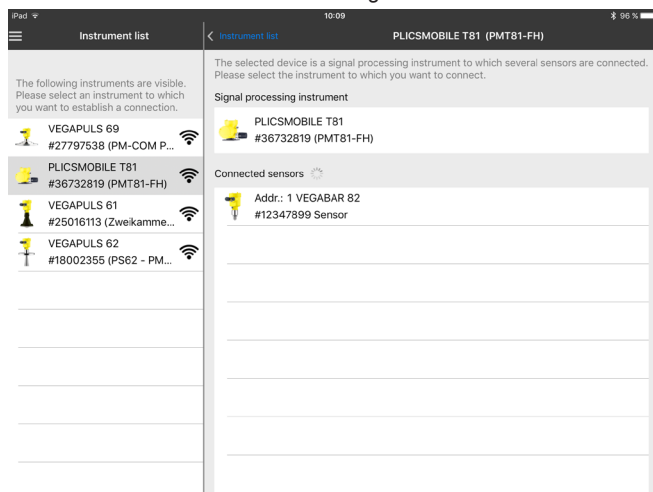 iPad
10:09
96 %
Instrument list
Instrument list
PLICSMOBILE T81 (PMT81-FH)
The following instruments are visible.
Please select an instrument to which
you want to establish a connection.
VEGAPULS 69
#27797538 (PM-COM P...
PLICSMOBILE T81
#36732819 (PMT81-FH)
VEGAPULS 61
#25016113 (Zweikamme...
VEGAPULS 62
#18002355 (PS62 - PM...
The selected device is a signal processing instrument to which several sensors are connected.
Please select the instrument to which you want to connect.
Signal processing instrument
PLICSMOBILE T81
#36732819 (PMT81-FH)
Connected sensors
Addr.: 1 VEGABAR 82
#12347899 Sensor